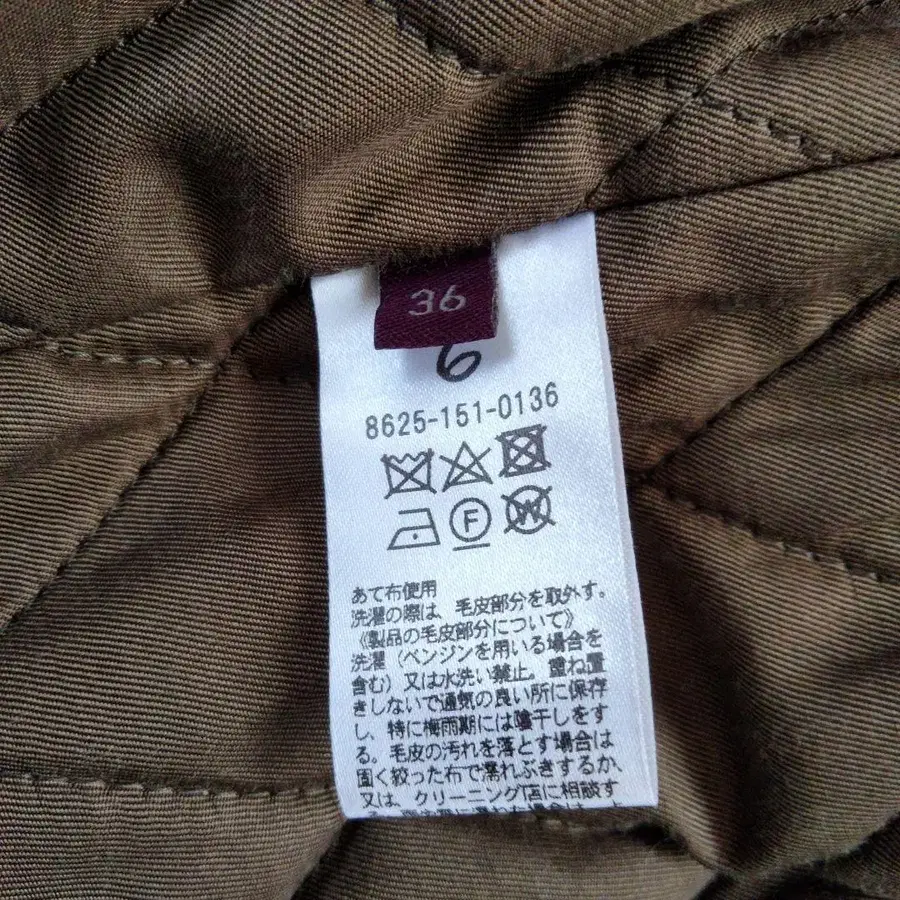 36
6
8625-151-0136
F
W
あて布使用
洗濯の際は、毛皮部分を取外す。
《製品の毛皮部分について》
洗濯(ベンジンを用いる場合を
含む)又は水洗い禁止。重ね置
きしないで通気の良い所に保存
し、特に梅雨期には陰干しをす
る。毛皮の汚れを落とす場合は
固く絞った布で濡れぶきするか、
又は、クリーニング店に相談す